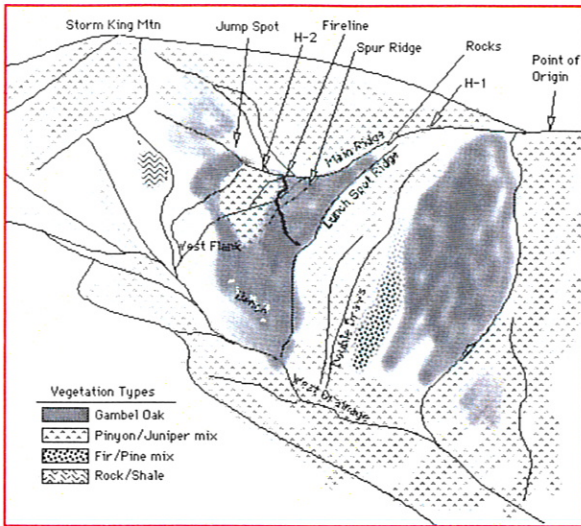 Storm King Mtn
Jump Spot
H-2
Fireline
Spur Ridge
Rocks
H-1
Point of
Origin
Main Ridge
Lunch Spot Ridge
West Flank
Bench
Double Draws
West Drainage
Vegetation Types
Gambel Oak
Pinyon/Juniper mix
Fir/Pine mix
Rock/Shale